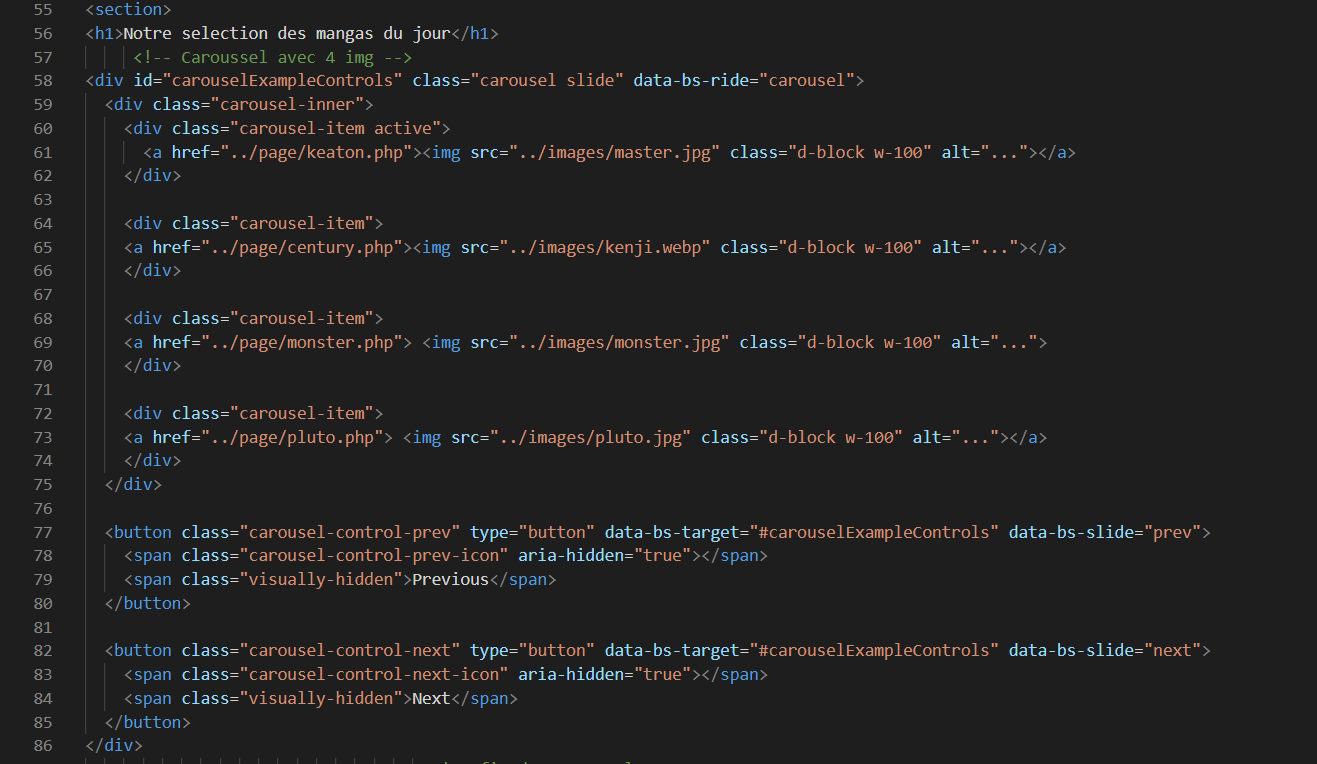 55 <section>
56 <h1>Notre selection des mangas du jour</h1>
57 <!-- Caroussel avec 4 img -->
58 <div id="carouselExampleControls" class="carousel slide" data-bs-ride="carousel">
59 <div class="carousel-inner">
60 <div class="carousel-item active">
61 <a href="../page/keaton.php"><img src="../images/master.jpg" class="d-block w-100" alt="..."></a>
62 </div>
63
64 <div class="carousel-item">
65 <a href="../page/century.php"><img src="../images/kenji.webp" class="d-block w-100" alt="..."></a>
66 </div>
67
68 <div class="carousel-item">
69 <a href="../page/monster.php"> <img src="../images/monster.jpg" class="d-block w-100" alt="...">
70 </div>
71
72 <div class="carousel-item">
73 <a href="../page/pluto.php"> <img src="../images/pluto.jpg" class="d-block w-100" alt="..."></a>
74 </div>
75 </div>
76
77 <button class="carousel-control-prev" type="button" data-bs-target="#carouselExampleControls" data-bs-slide="prev">
78 <span class="carousel-control-prev-icon" aria-hidden="true"></span>
79 <span class="visually-hidden">Previous</span>
80 </button>
81
82 <button class="carousel-control-next" type="button" data-bs-target="#carouselExampleControls" data-bs-slide="next">
83 <span class="carousel-control-next-icon" aria-hidden="true"></span>
84 <span class="visually-hidden">Next</span>
85 </button>
86 </div>